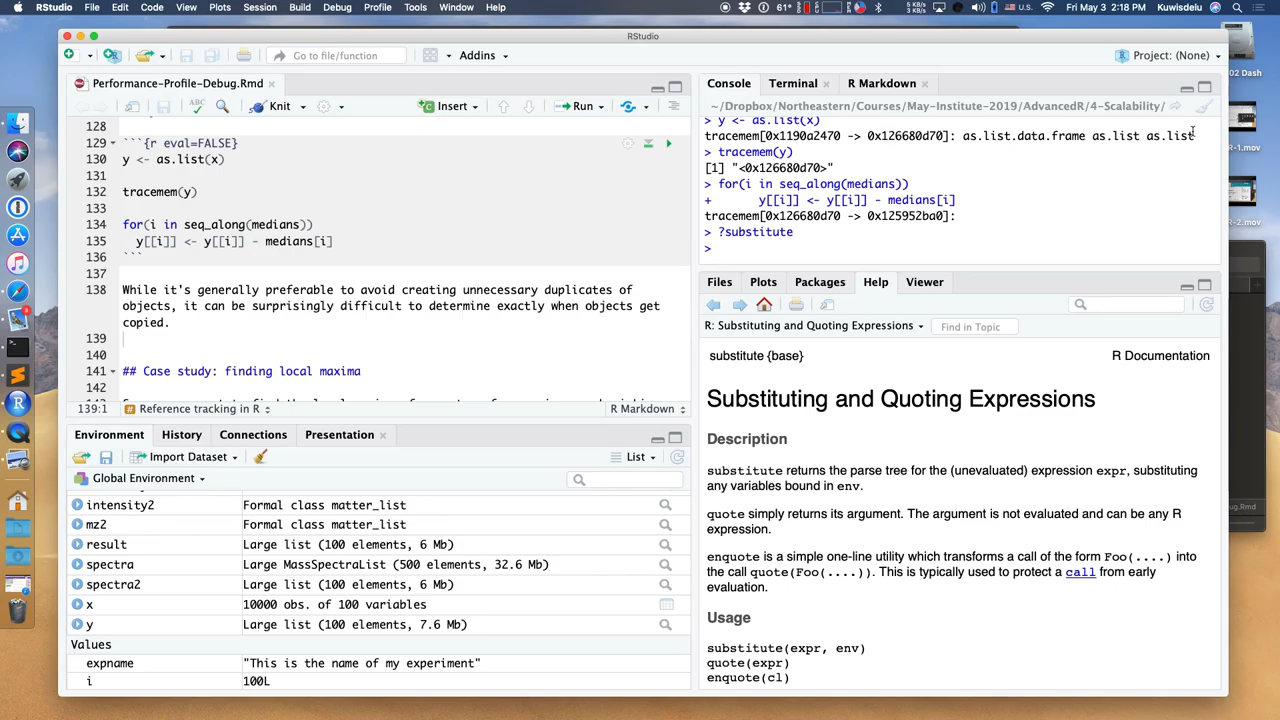 RStudio File Edit Code View Plots Session Build Debug Profile Tools Window Help 61° Fri May 3 2:18 PM Kuwisdelu
RStudio
Go to file/function Addins Project: (None)
Performance-Profile-Debug.Rmd
Knit Insert Run
128
129 ```{r eval=FALSE}
130 y <- as.list(x)
131
132 tracemem(y)
133
134 for(i in seq_along(medians))
135 y[[i]] <- y[[i]] - medians[i]
136 ```
137
138 While it's generally preferable to avoid creating unnecessary duplicates of
objects, it can be surprisingly difficult to determine exactly when objects get
copied.
139
140
141 ## Case study: finding local maxima
142
139:1 Reference tracking in R R Markdown
Environment History Connections Presentation
Import Dataset List
Global Environment
intensity2 Formal class matter_list
mz2 Formal class matter_list
result Large list (100 elements, 6 Mb)
spectra Large MassSpectraList (500 elements, 32.6 Mb)
spectra2 Large list (100 elements, 6 Mb)
x 10000 obs. of 100 variables
y Large list (100 elements, 7.6 Mb)
Values
expname "This is the name of my experiment"
i 100L
Console Terminal R Markdown
~/Dropbox/Northeastern/Courses/May-Institute-2019/AdvancedR/4-Scalability/
> y <- as.list(x)
tracemem[0x1190a2470 -> 0x126680d70]: as.list.data.frame as.list as.list
> tracemem(y)
[1] "<0x126680d70>"
> for(i in seq_along(medians))
+ y[[i]] <- y[[i]] - medians[i]
tracemem[0x126680d70 -> 0x125952ba0]:
> ?substitute
>
Files Plots Packages Help Viewer
R: Substituting and Quoting Expressions Find in Topic
substitute {base} R Documentation
Substituting and Quoting Expressions
Description
substitute returns the parse tree for the (unevaluated) expression expr, substituting
any variables bound in env.
quote simply returns its argument. The argument is not evaluated and can be any R
expression.
enquote is a simple one-line utility which transforms a call of the form Foo(....) into
the call quote(Foo(....)). This is typically used to protect a call from early
evaluation.
Usage
substitute(expr, env)
quote(expr)
enquote(cl)
02 Dash
R-1.mov
R-2.mov
ug.Rmd